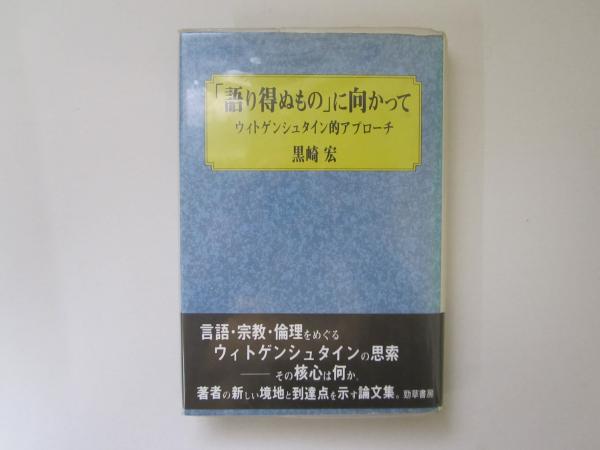 「語り得ぬもの」に向かって
ウィトゲンシュタイン的アプローチ
黒崎 宏
言語・宗教・倫理をめぐる
ウィトゲンシュタインの思索
――その核心は何か。
著者の新しい境地と到達点を示す論文集。勁草書房